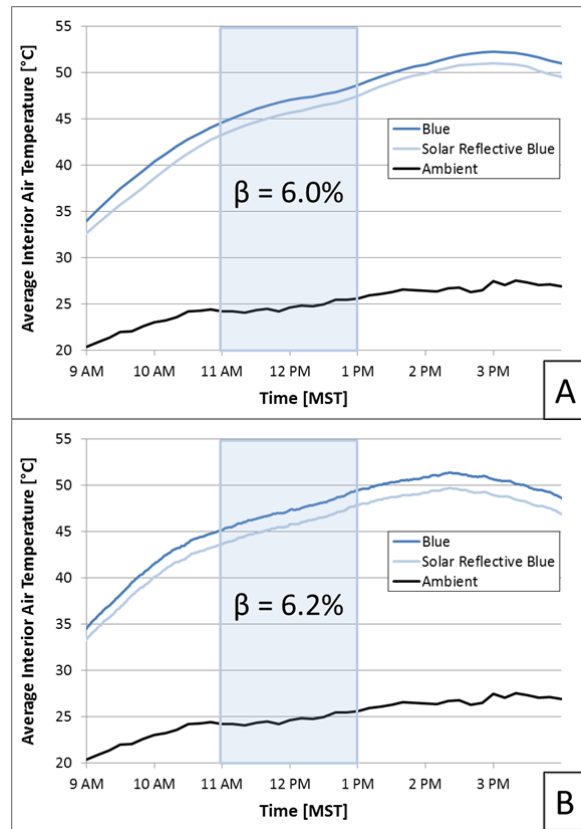 55
50
45
40
35
30
25
20
Average Interior Air Temperature [°C]
Blue
Solar Reflective Blue
Ambient
β = 6.0%
9 AM 10 AM 11 AM 12 PM 1 PM 2 PM 3 PM
Time [MST]
A
55
50
45
40
35
30
25
20
Average Interior Air Temperature [°C]
Blue
Solar Reflective Blue
Ambient
β = 6.2%
9 AM 10 AM 11 AM 12 PM 1 PM 2 PM 3 PM
Time [MST]
B